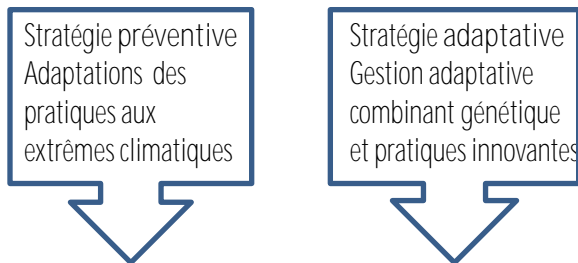 Stratégie préventive
Adaptations des
pratiques aux
extrêmes climatiques
Stratégie adaptative
Gestion adaptative
combinant génétique
et pratiques innovantes